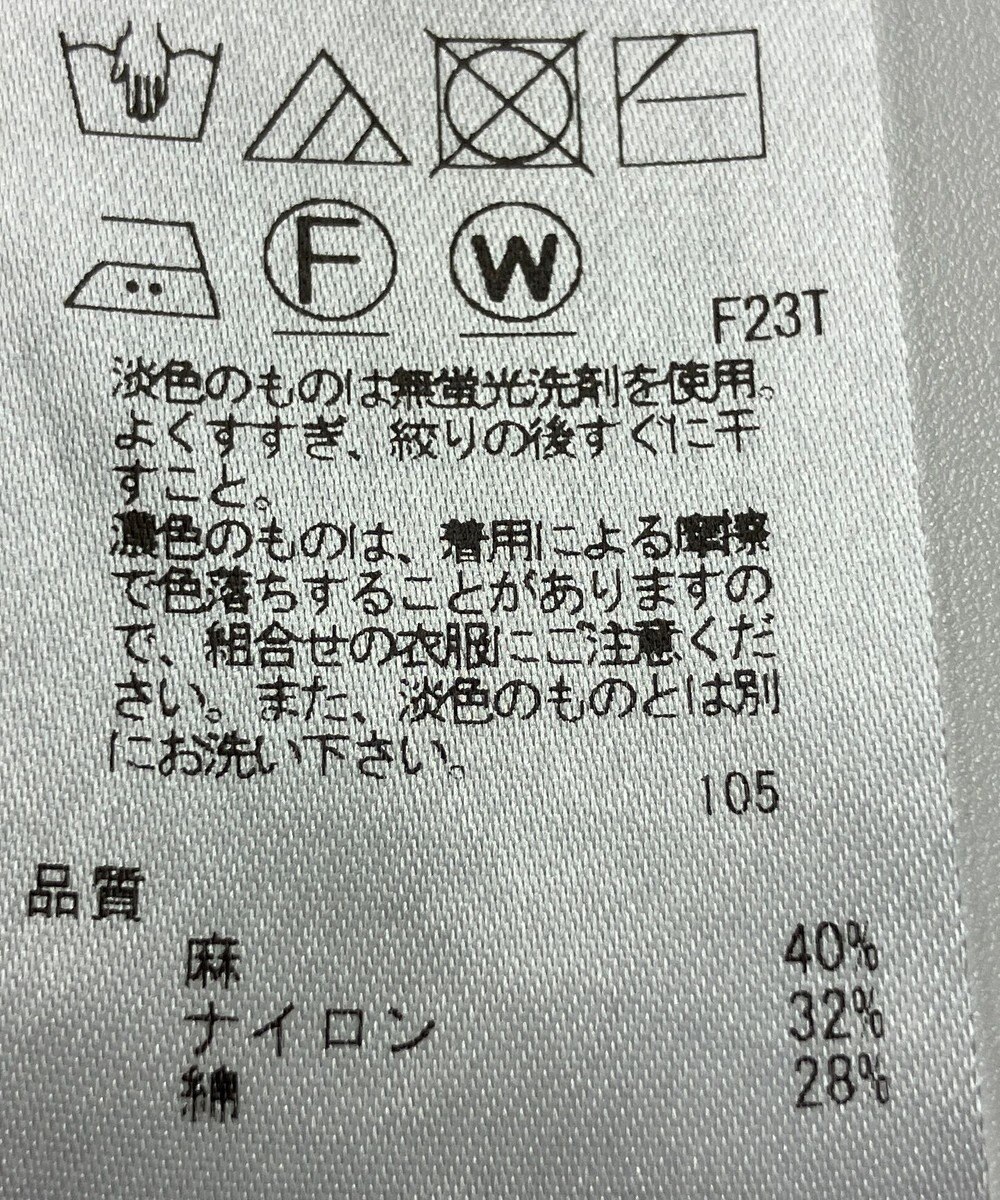 F
W
F23T
淡色のものは無蛍光洗剤を使用。
よくすすぎ、絞りの後すぐに干
すこと。
濃色のものは、着用による摩擦
で色落ちすることがありますの
で、組合せの衣服にご注意くだ
さい。また、淡色のものとは別
にお洗い下さい。
105
品質
麻 40%
ナイロン 32%
綿 28%